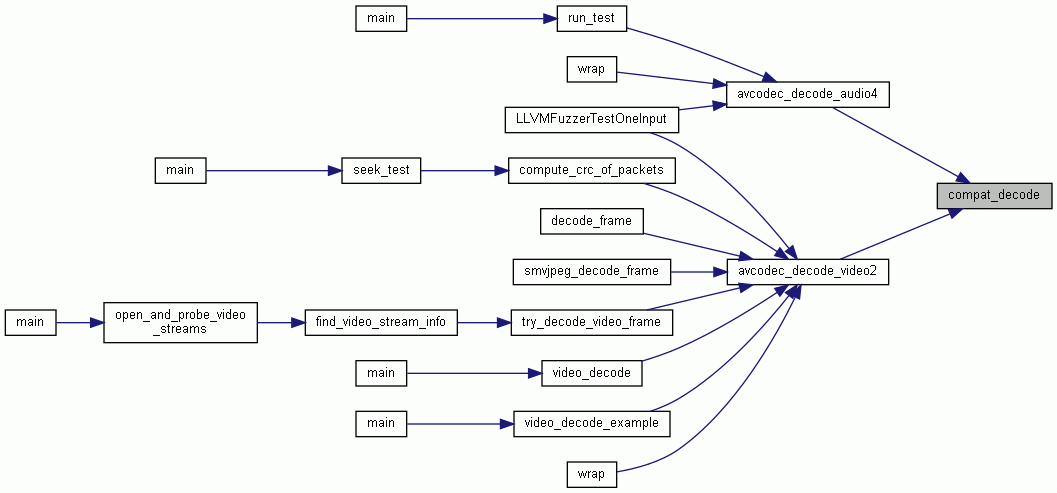 main
run_test
wrap
avcodec_decode_audio4
LLVMFuzzerTestOneInput
main
seek_test
compute_crc_of_packets
compat_decode
decode_frame
smvjpeg_decode_frame
avcodec_decode_video2
main
open_and_probe_video
_streams
find_video_stream_info
try_decode_video_frame
main
video_decode
main
video_decode_example
wrap